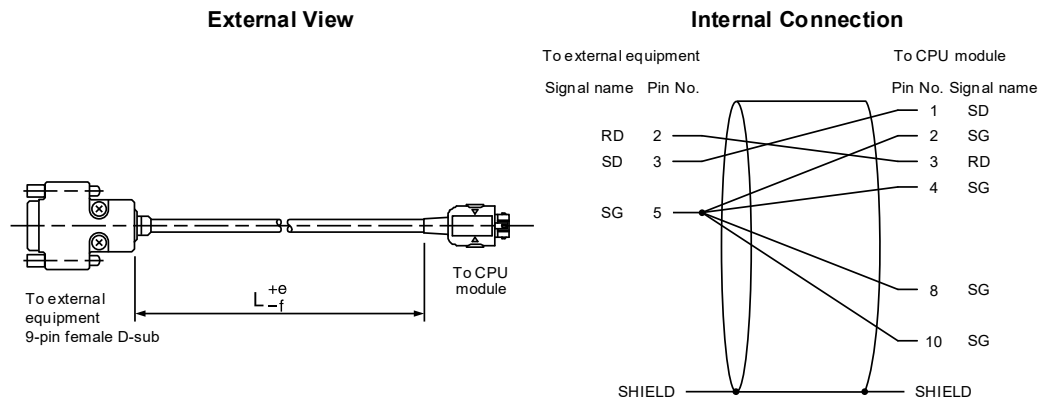 External View
To external
equipment
9-pin female D-sub
L +e −f
To CPU
module
Internal Connection
To external equipment
To CPU module
Signal name Pin No.
Pin No. Signal name
1 SD
RD 2
2 SG
SD 3
3 RD
4 SG
SG 5
8 SG
10 SG
SHIELD
SHIELD